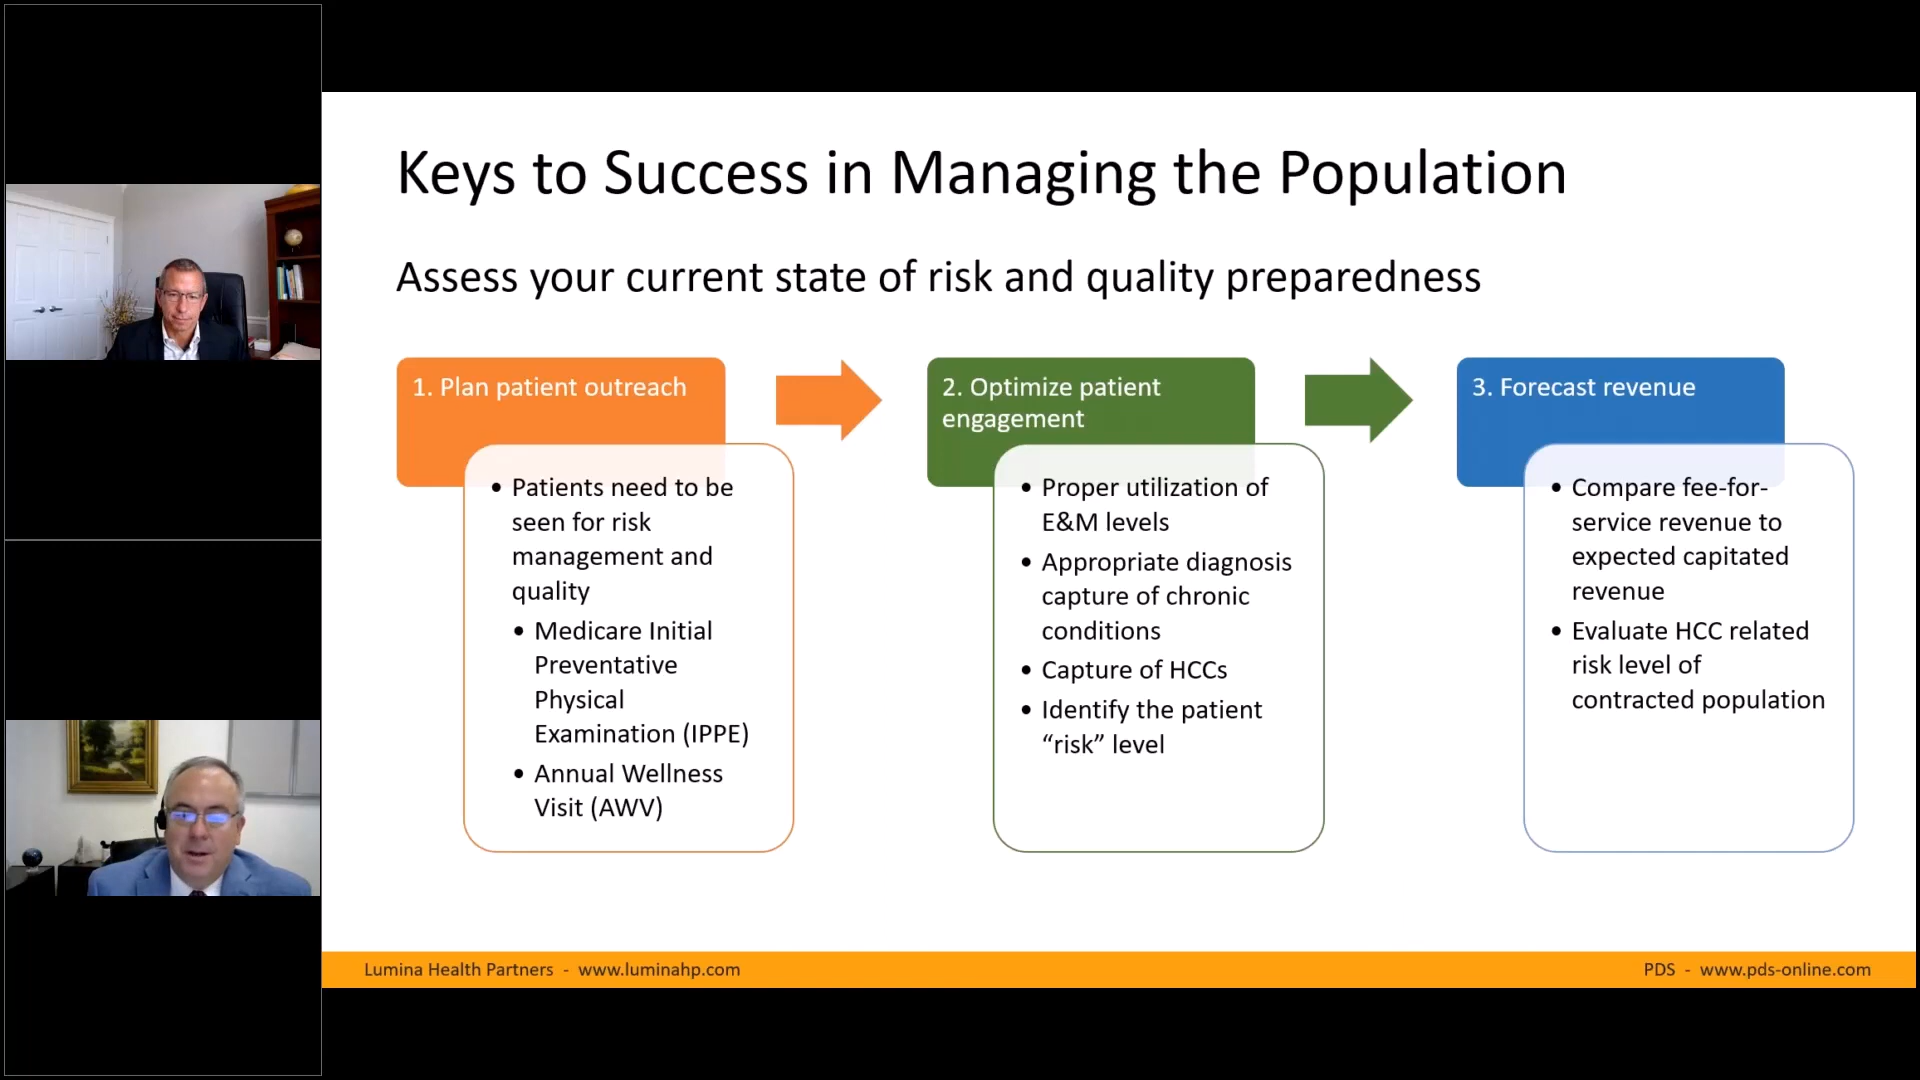 Keys to Success in Managing the Population
Assess your current state of risk and quality preparedness
1. Plan patient outreach
• Patients need to be
seen for risk
management and
quality
• Medicare Initial
Preventative
Physical
Examination (IPPE)
• Annual Wellness
Visit (AWV)
2. Optimize patient
engagement
• Proper utilization of
E&M levels
• Appropriate diagnosis
capture of chronic
conditions
• Capture of HCCs
• Identify the patient
“risk” level
3. Forecast revenue
• Compare fee-for-
service revenue to
expected capitated
revenue
• Evaluate HCC related
risk level of
contracted population
Lumina Health Partners - www.luminahp.com
PDS - www.pds-online.com